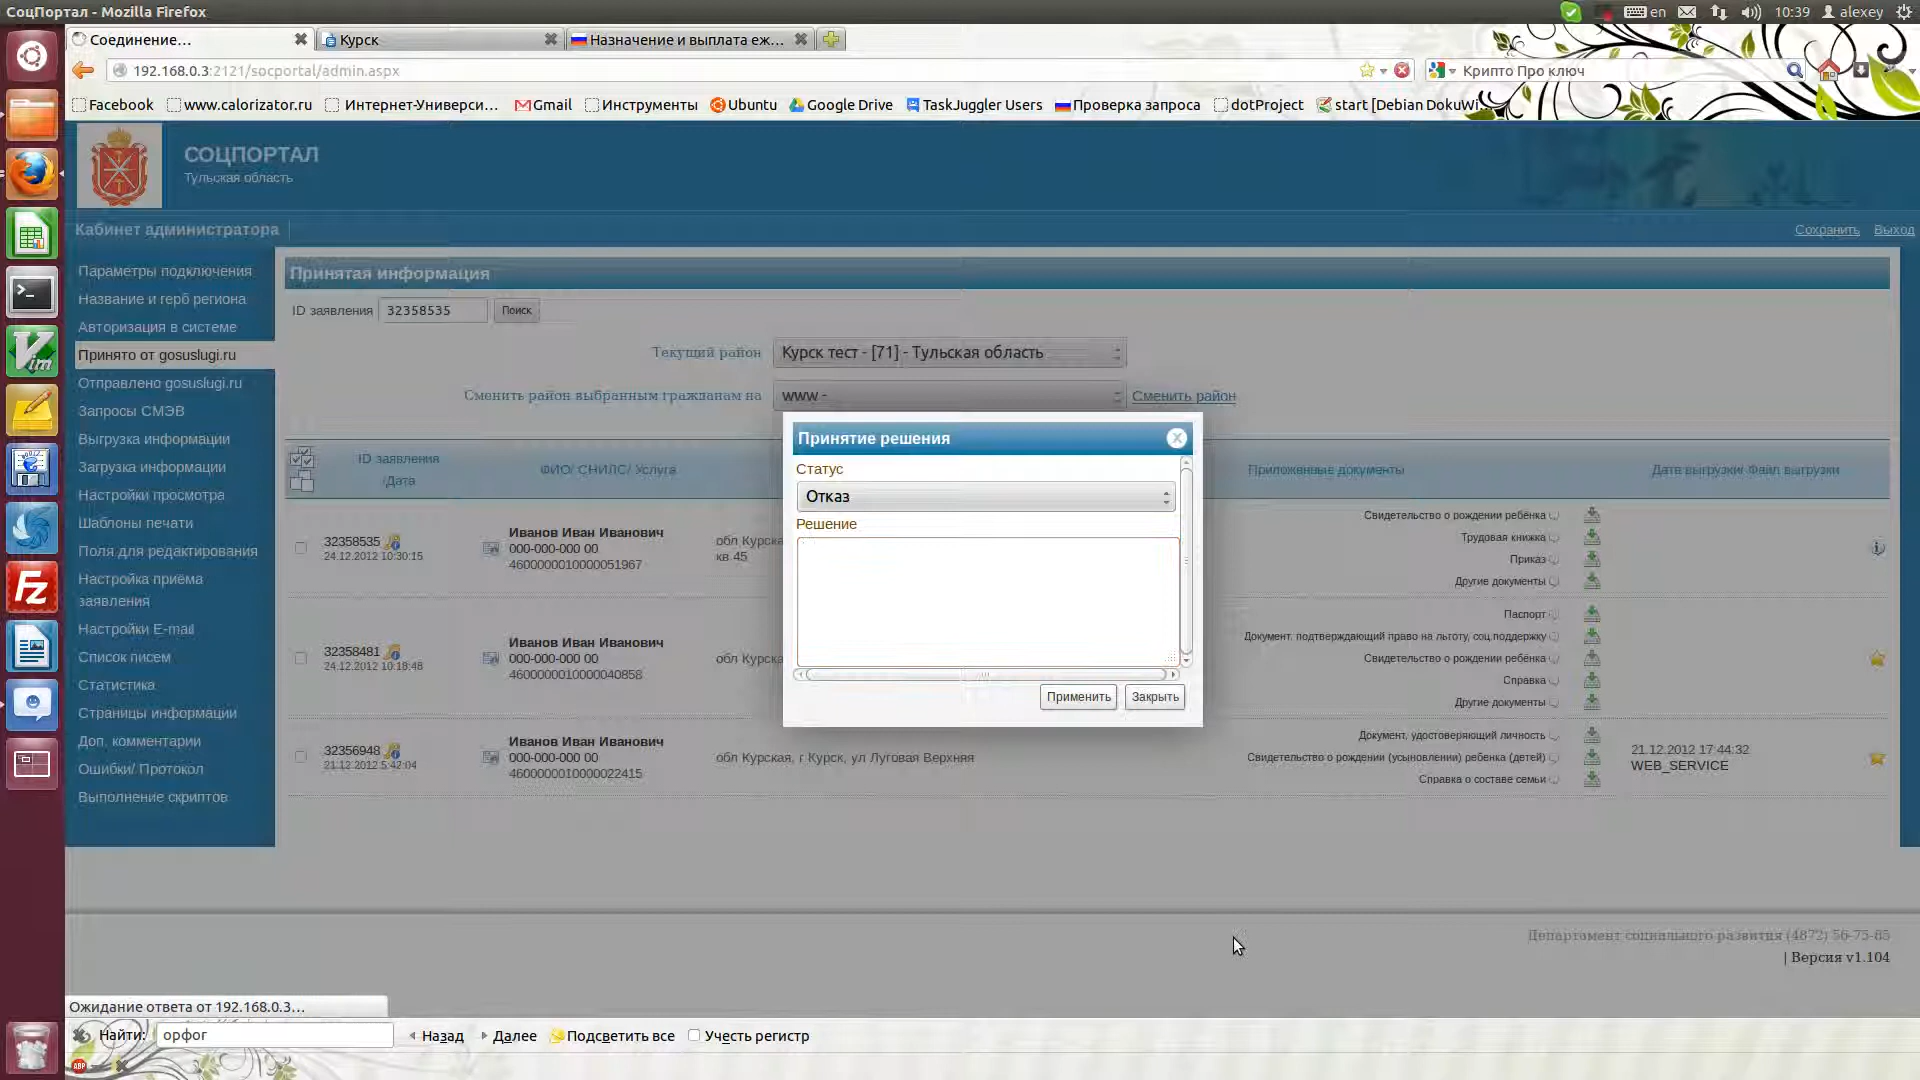 СоцПортал - Mozilla Firefox
en 10:39 alexey
Соединение...
Курск
Назначение и выплата еж...
192.168.0.3:2121/socportal/admin.aspx
Крипто Про ключ
Facebook www.calorizator.ru Интернет-Универси... Gmail Инструменты Ubuntu Google Drive TaskJuggler Users Проверка запроса dotProject start [Debian DokuWi...
СОЦПОРТАЛ
Тульская область
Кабинет администратора
Сохранить Выход
Параметры подключения
Название и герб региона
Авторизация в системе
Принято от gosuslugi.ru
Отправлено gosuslugi.ru
Запросы СМЭВ
Выгрузка информации
Загрузка информации
Настройки просмотра
Шаблоны печати
Поля для редактирования
Настройка приёма
заявления
Настройки E-mail
Список писем
Статистика
Страницы информации
Доп. комментарии
Ошибки/ Протокол
Выполнение скриптов
Принятая информация
ID заявления 32358535 Поиск
Текущий район Курск тест - [71] - Тульская область
Сменить район выбранным гражданам на www - Сменить район
ID заявления
/Дата
ФИО/ СНИЛС/ Услуга
Приложенные документы
Дата выгрузки/ Файл выгрузки
32358535
24.12.2012 10:30:15
Иванов Иван Иванович
000-000-000 00
4600000010000051967
обл Курска
кв 45
Свидетельство о рождении ребёнка
Трудовая книжка
Приказ
Другие документы
32358481
24.12.2012 10:18:48
Иванов Иван Иванович
000-000-000 00
4600000010000040858
обл Курска
Паспорт
Документ, подтверждающий право на льготу, соц.поддержку
Свидетельство о рождении ребёнка
Справка
Другие документы
32356948
21.12.2012 5:42:04
Иванов Иван Иванович
000-000-000 00
4600000010000022415
обл Курская, г Курск, ул Луговая Верхняя
Документ, удостоверяющий личность
Свидетельство о рождении (усыновлении) ребенка (детей)
Справка о составе семьи
21.12.2012 17:44:32
WEB_SERVICE
Принятие решения
Статус
Отказ
Решение
Применить Закрыть
Департамент социального развития (4872) 56-75-85
| Версия v1.104
Ожидание ответа от 192.168.0.3...
Найти: орфог Назад Далее Подсветить все Учесть регистр
ABP
Vim
Fz